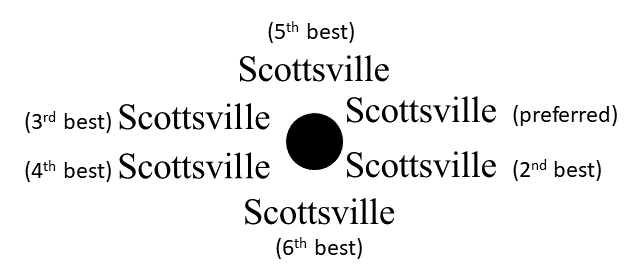 (5th best)
Scottsville
(3rd best) Scottsville Scottsville (preferred)
(4th best) Scottsville Scottsville (2nd best)
Scottsville
(6th best)